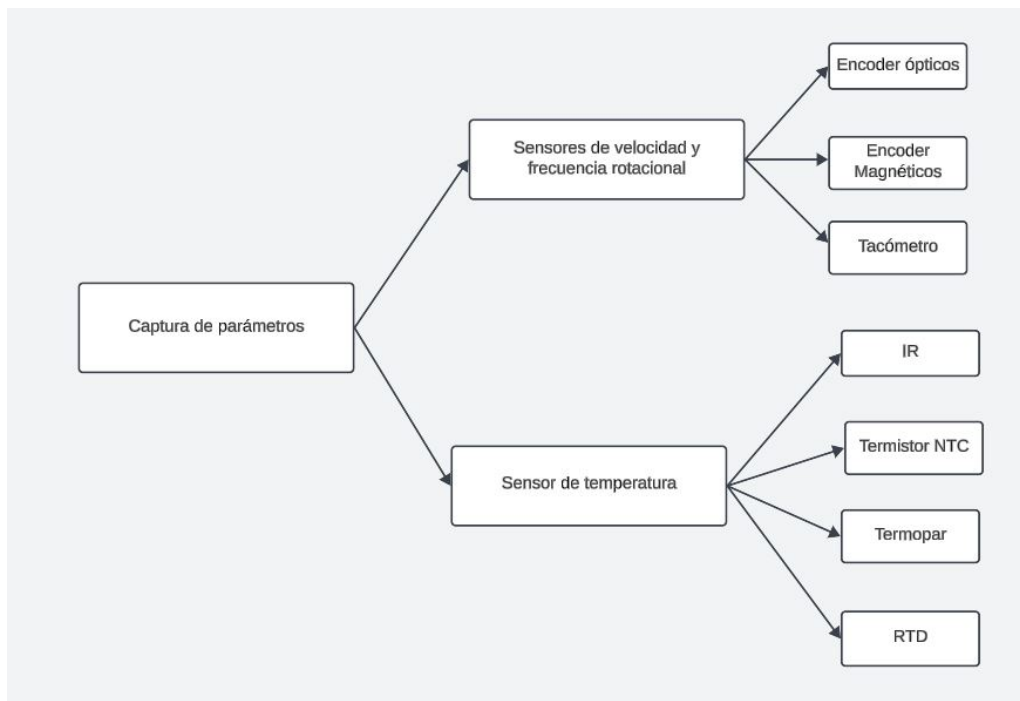 Captura de parámetros
Sensores de velocidad y
frecuencia rotacional
Encoder ópticos
Encoder
Magnéticos
Tacómetro
Sensor de temperatura
IR
Termistor NTC
Termopar
RTD